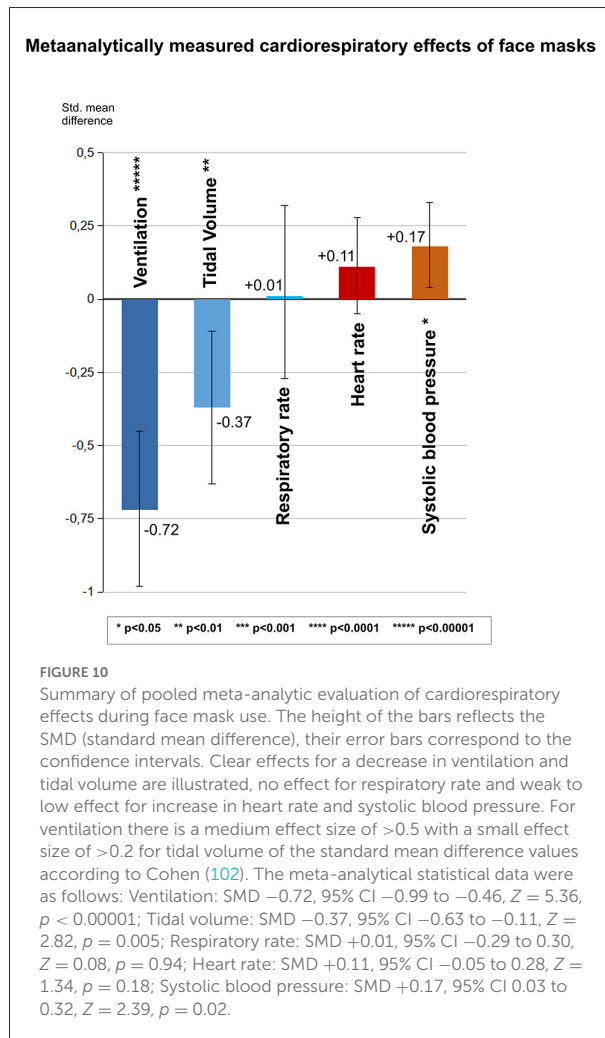 Metaanalytically measured cardiorespiratory effects of face masks
Std. mean
difference
0,5
0,25
0
-0,25
-0,5
-0,75
-1
Ventilation *****
Tidal Volume **
Respiratory rate
Heart rate
Systolic blood pressure *
-0.72
-0.37
+0.01
+0.11
+0.17
* p<0.05 ** p<0.01 *** p<0.001 **** p<0.0001 ***** p<0.00001
FIGURE 10
Summary of pooled meta-analytic evaluation of cardiorespiratory
effects during face mask use. The height of the bars reflects the
SMD (standard mean difference), their error bars correspond to the
confidence intervals. Clear effects for a decrease in ventilation and
tidal volume are illustrated, no effect for respiratory rate and weak to
low effect for increase in heart rate and systolic blood pressure. For
ventilation there is a medium effect size of >0.5 with a small effect
size of >0.2 for tidal volume of the standard mean difference values
according to Cohen (102). The meta-analytical statistical data were
as follows: Ventilation: SMD −0.72, 95% CI −0.99 to −0.46, Z = 5.36,
p < 0.00001; Tidal volume: SMD −0.37, 95% CI −0.63 to −0.11, Z =
2.82, p = 0.005; Respiratory rate: SMD +0.01, 95% CI −0.29 to 0.30,
Z = 0.08, p = 0.94; Heart rate: SMD +0.11, 95% CI −0.05 to 0.28, Z =
1.34, p = 0.18; Systolic blood pressure: SMD +0.17, 95% CI 0.03 to
0.32, Z = 2.39, p = 0.02.